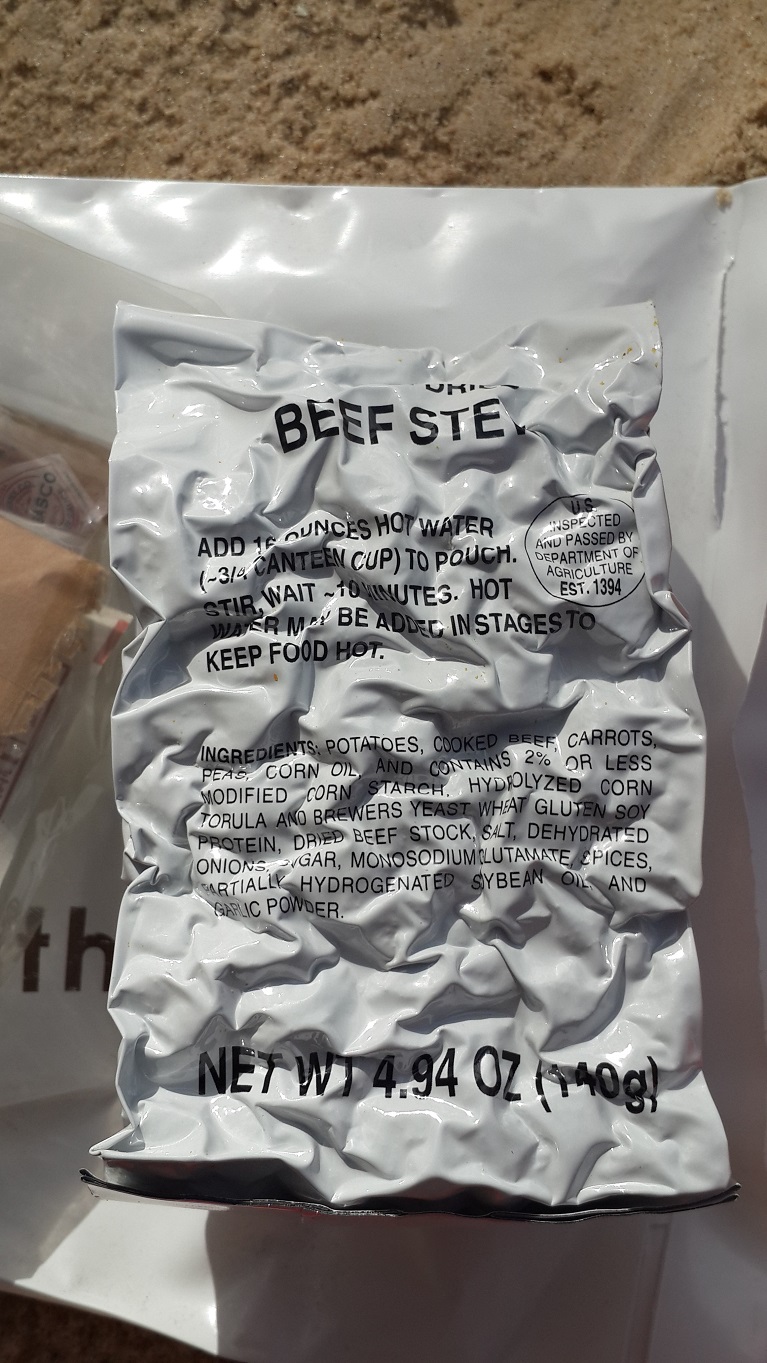 BEEF STEW
ADD 16 OUNCES HOT WATER
(~3/4 CANTEEN CUP) TO POUCH.
STIR, WAIT ~10 MINUTES. HOT
WATER MAY BE ADDED IN STAGES TO
KEEP FOOD HOT.
U.S.
INSPECTED
AND PASSED BY
DEPARTMENT OF
AGRICULTURE
EST. 1394
INGREDIENTS: POTATOES, COOKED BEEF, CARROTS,
PEAS, CORN OIL, AND CONTAINS 2% OR LESS
MODIFIED CORN STARCH, HYDROLYZED CORN
TORULA AND BREWERS YEAST WHEAT GLUTEN SOY
PROTEIN, DRIED BEEF STOCK, SALT, DEHYDRATED
ONIONS, SUGAR, MONOSODIUM GLUTAMATE, SPICES,
PARTIALLY HYDROGENATED SOYBEAN OIL, AND
GARLIC POWDER.
NET WT 4.94 OZ (140g)
th